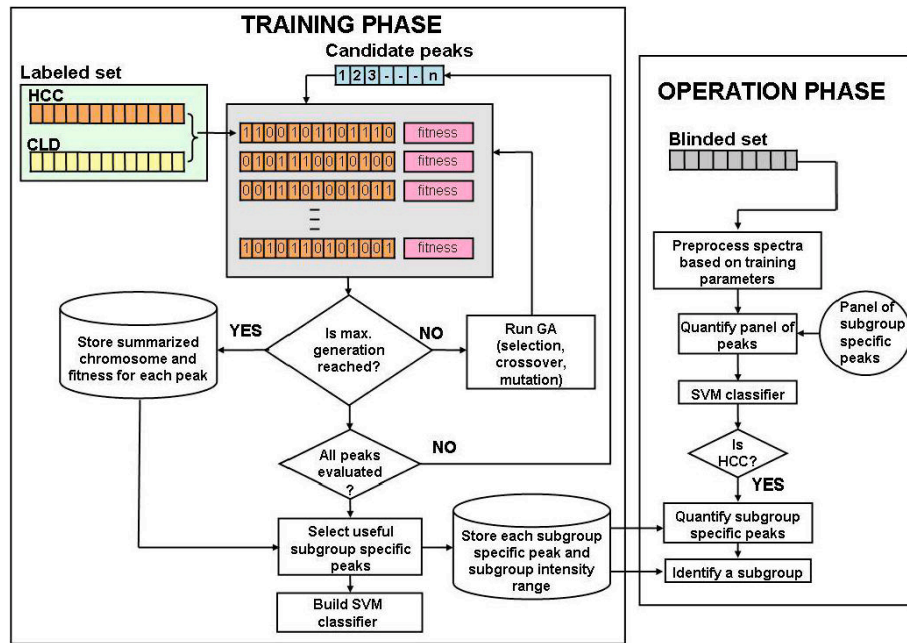 TRAINING PHASE
Candidate peaks
1 2 3 - - - n
Labeled set
HCC
CLD
1 1 0 0 1 0 1 1 0 1 1 1 0
fitness
0 1 0 1 1 0 1 0 1 0 1 1 0
fitness
0 0 1 1 1 0 1 0 0 1 0 1 1
fitness
1 0 1 0 1 1 0 1 0 1 0 0 1
fitness
Is max.
generation
reached?
YES
NO
Run GA
(selection,
crossover,
mutation)
Store
summarized
chromosome and
fitness for each peak
All peaks
evaluated
?
NO
Select useful
subgroup specific
peaks
Store each subgroup
specific peak and
subgroup intensity
range
Build SVM
classifier
OPERATION PHASE
Blinded set
Preprocess spectra
based on training
parameters
Quantify panel of
peaks
Panel of
subgroup
specific
peaks
SVM classifier
Is
HCC?
YES
Quantify subgroup
specific peaks
Identify a subgroup